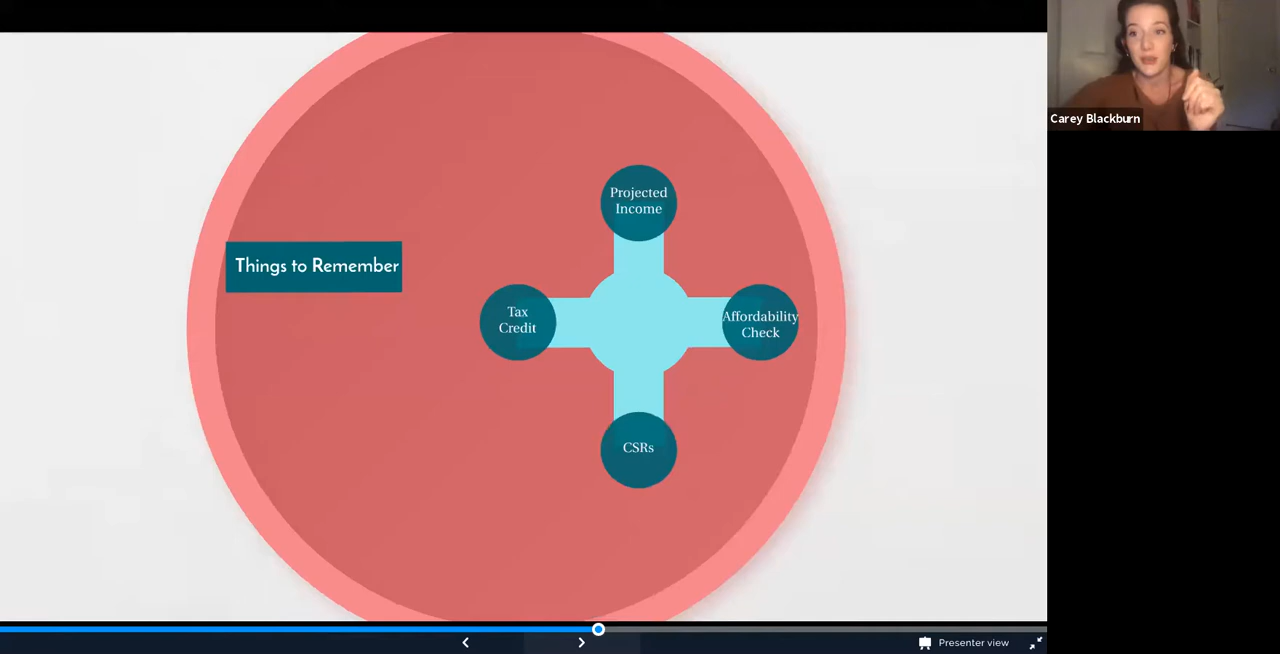 Carey Blackburn
Things to Remember
Projected
Income
Tax
Credit
Affordability
Check
CSRs
Presenter view